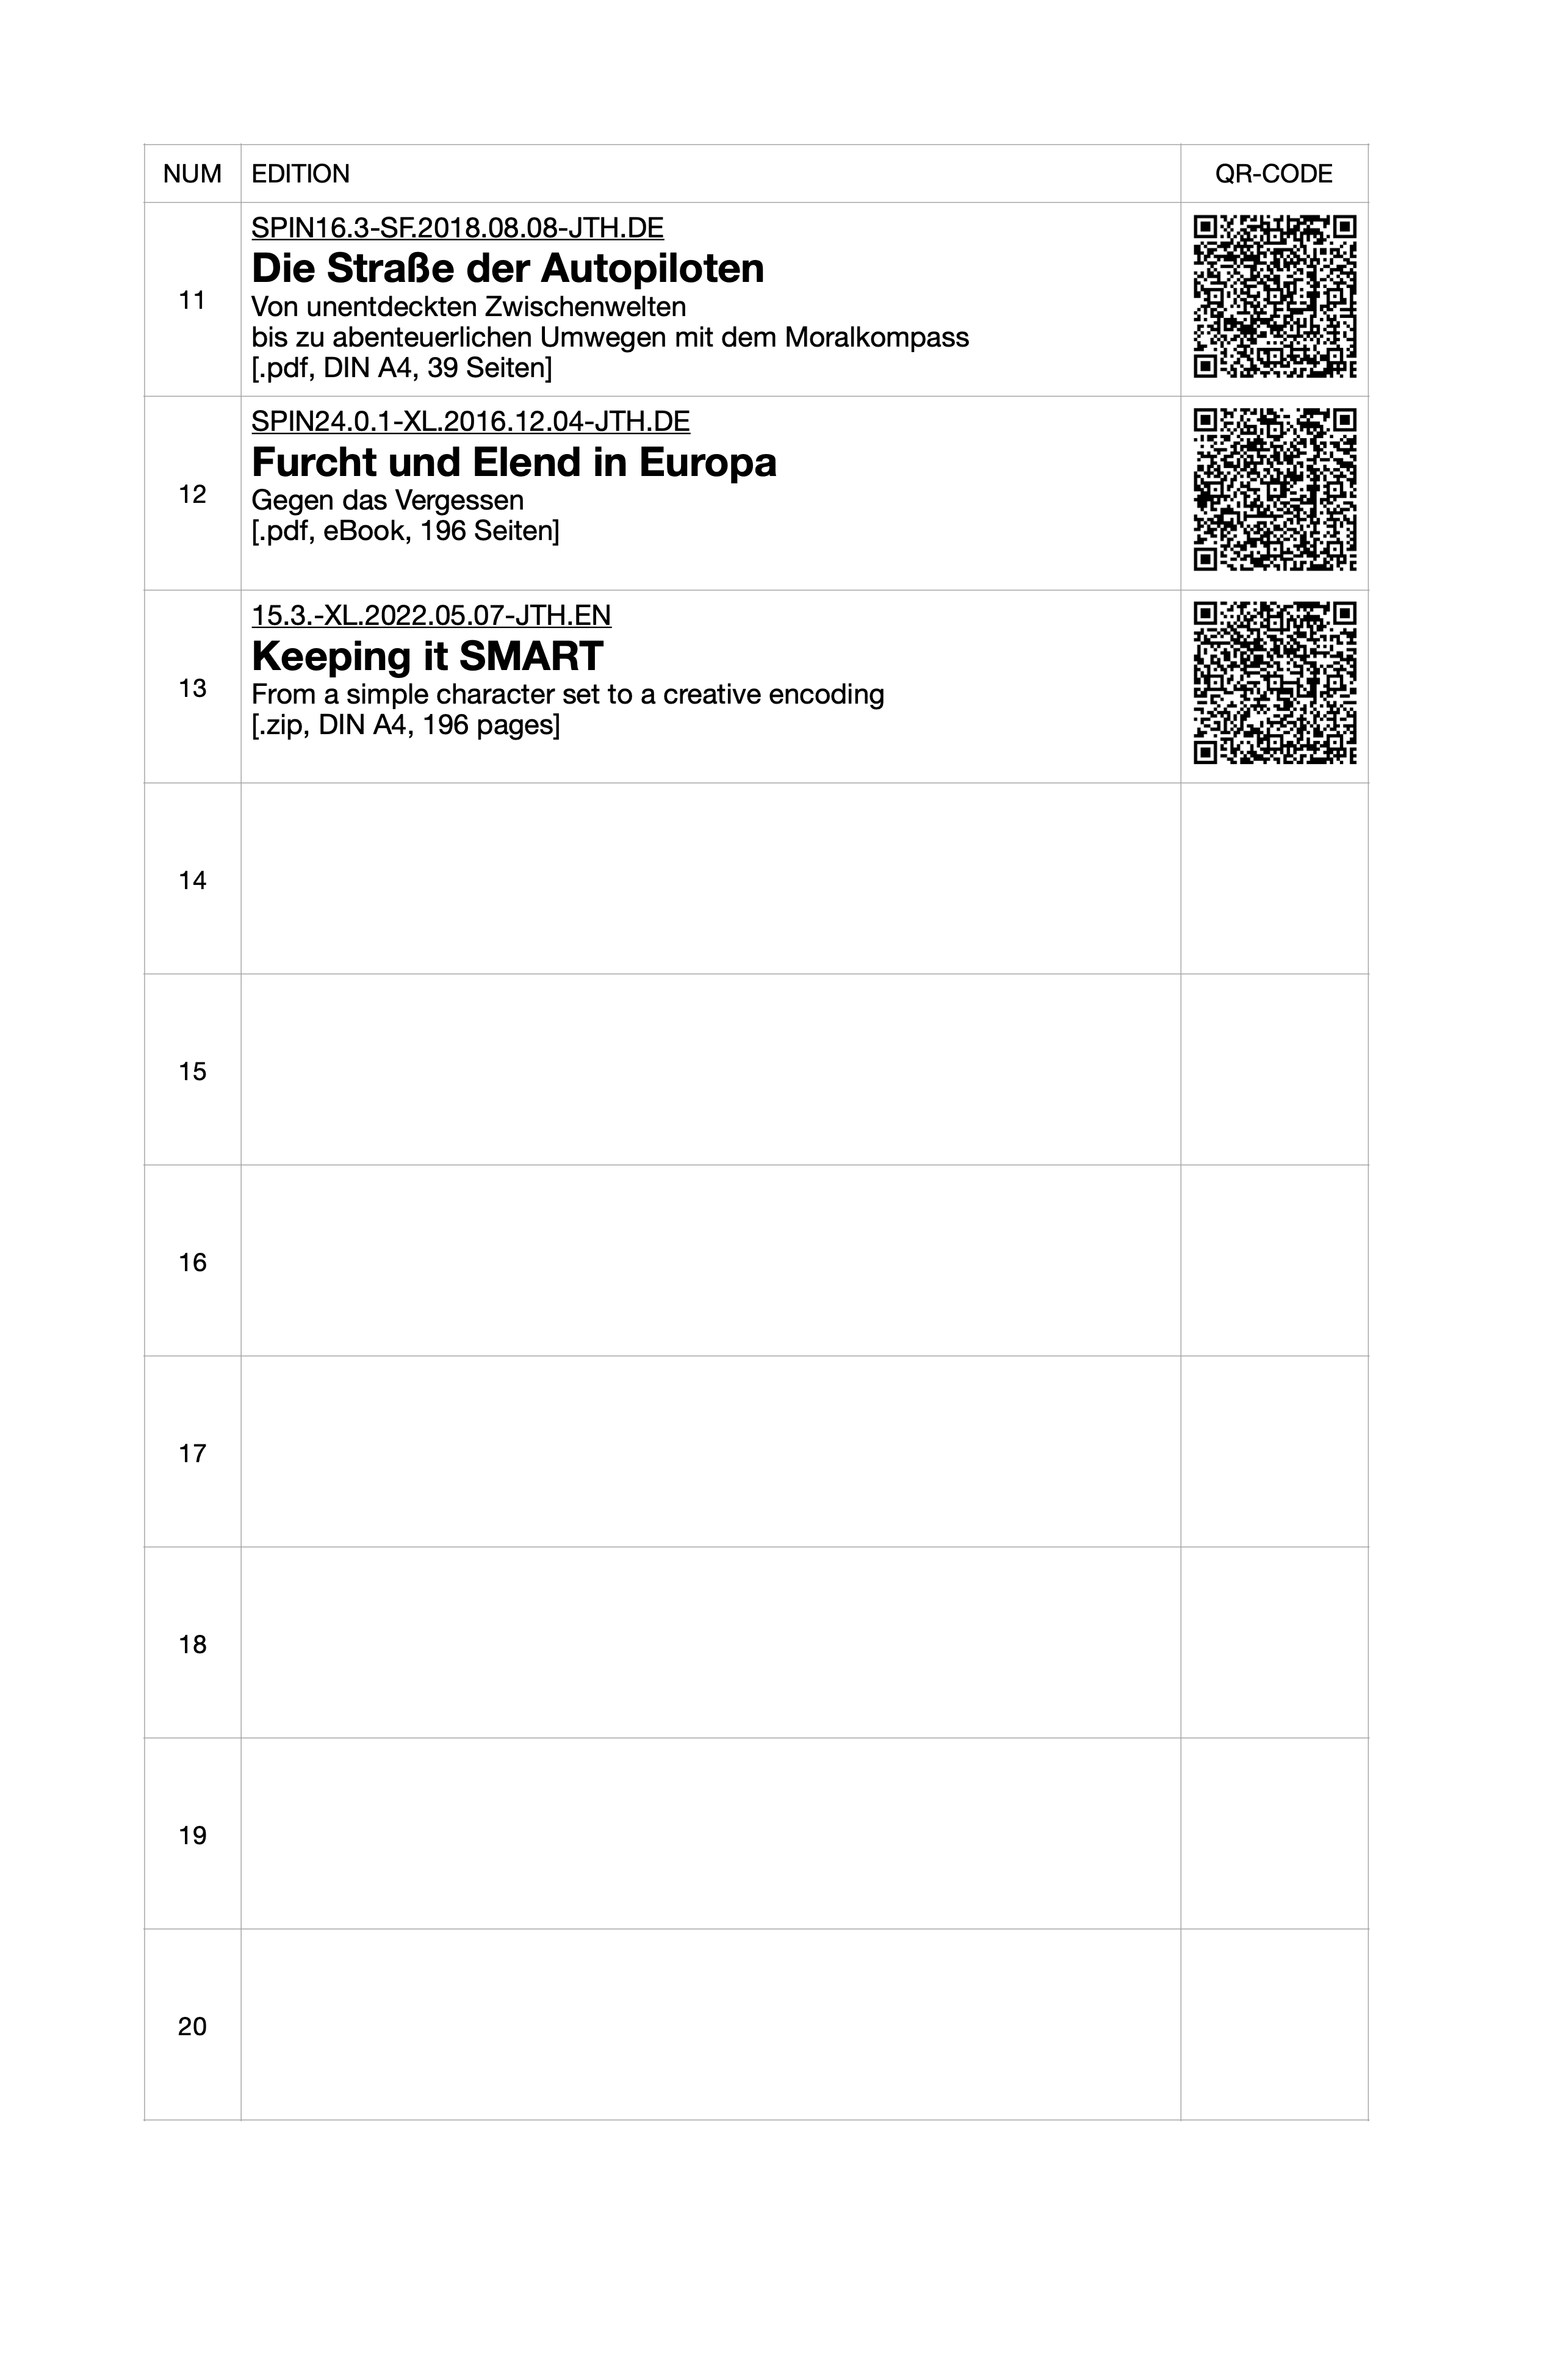 NUM EDITION QR-CODE
11
SPIN16.3-SF.2018.08.08-JTH.DE
Die Straße der Autopiloten
Von unentdeckten Zwischenwelten
bis zu abenteuerlichen Umwegen mit dem Moralkompass
[.pdf, DIN A4, 39 Seiten]
12
SPIN24.0.1-XL.2016.12.04-JTH.DE
Furcht und Elend in Europa
Gegen das Vergessen
[.pdf, eBook, 196 Seiten]
13
15.3.-XL.2022.05.07-JTH.EN
Keeping it SMART
From a simple character set to a creative encoding
[.zip, DIN A4, 196 pages]
14
15
16
17
18
19
20